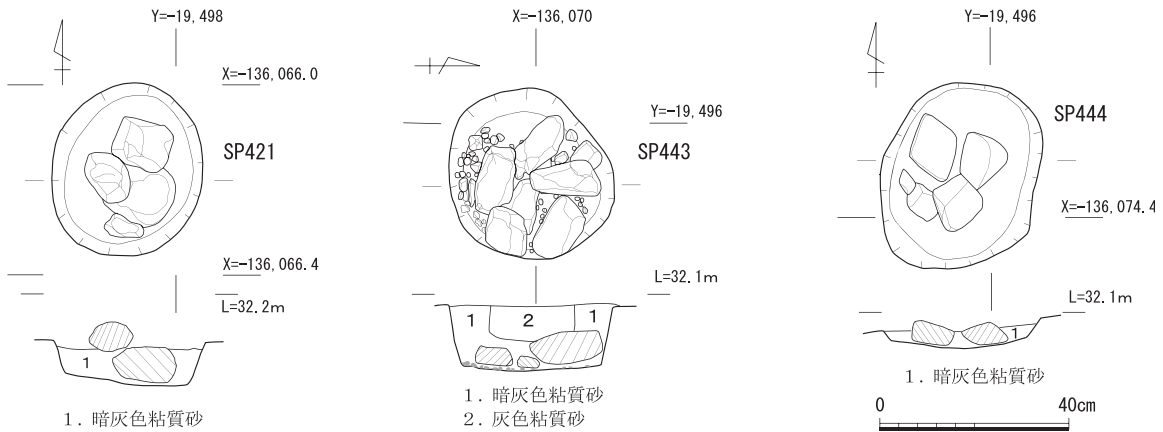 Y=-19,498
X=-136,066.0
SP421
X=-136,066.4
L=32.2m
1
1. 暗灰色粘質砂
X=-136,070
Y=-19,496
SP443
L=32.1m
1 2 1
1. 暗灰色粘質砂
2. 灰色粘質砂
Y=-19,496
SP444
X=-136,074.4
L=32.1m
1
1. 暗灰色粘質砂
0 40cm